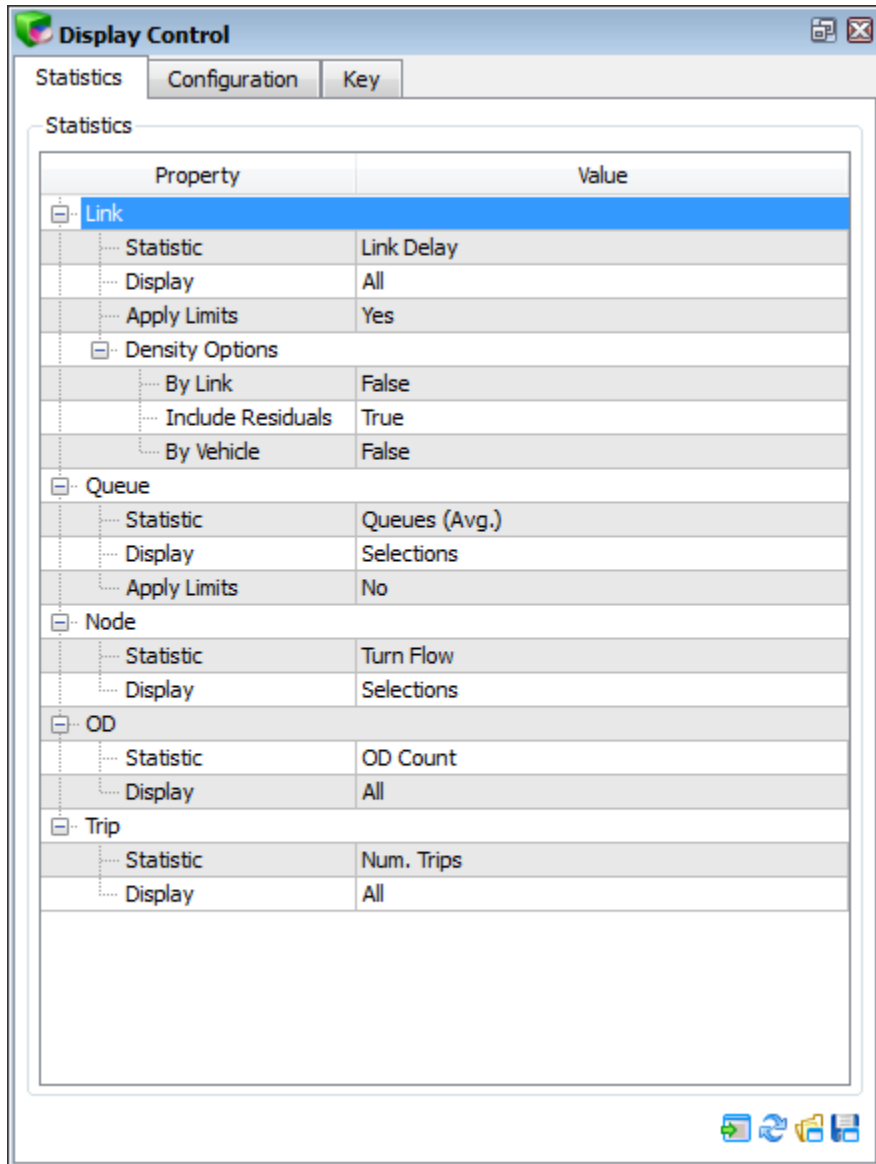 Display Control
Statistics Configuration Key
Statistics
Property Value
Link
Statistic Link Delay
Display All
Apply Limits Yes
Density Options
By Link False
Include Residuals True
By Vehicle False
Queue
Statistic Queues (Avg.)
Display Selections
Apply Limits No
Node
Statistic Turn Flow
Display Selections
OD
Statistic OD Count
Display All
Trip
Statistic Num. Trips
Display All